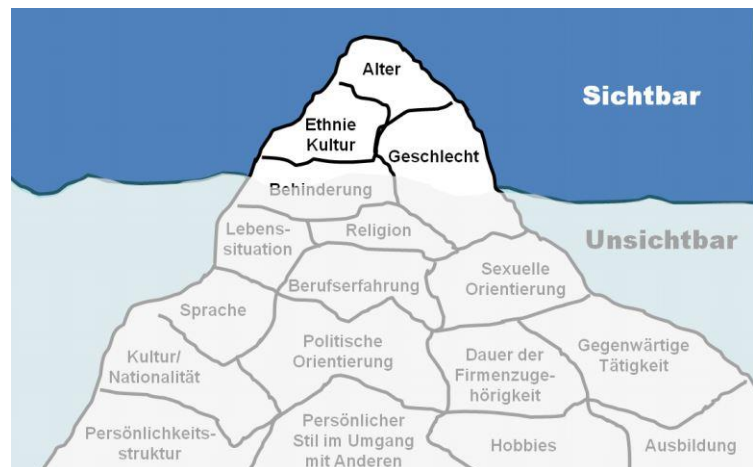 Alter
Sichtbar
Ethnie
Kultur
Geschlecht
Behinderung
Lebens-
situation
Religion
Unsichtbar
Berufserfahrung
Sexuelle
Orientierung
Sprache
Politische
Orientierung
Gegenwärtige
Tätigkeit
Kultur/
Nationalität
Dauer der
Firmenzuge-
hörigkeit
Persönlichkeits-
struktur
Persönlicher
Stil im Umgang
mit Anderen
Hobbies
Ausbildung